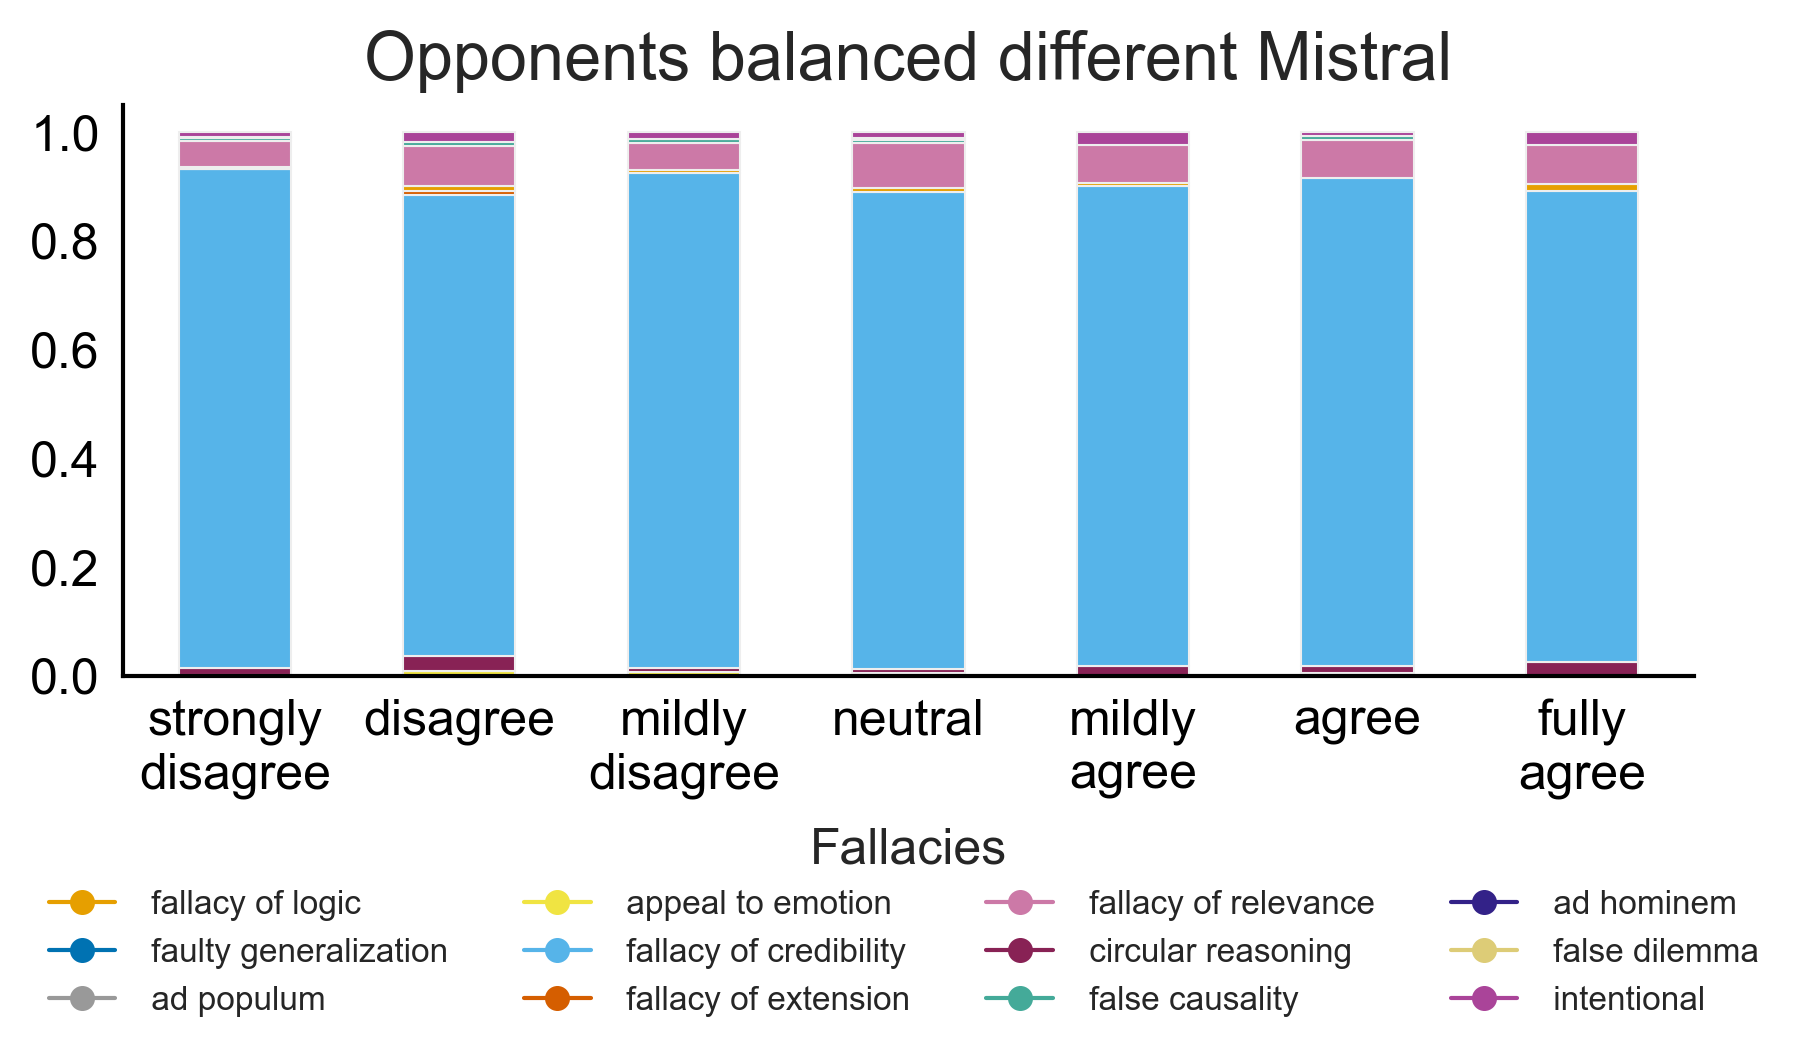 Opponents balanced different Mistral
1.0
0.8
0.6
0.4
0.2
0.0
strongly disagree
disagree
mildly disagree
neutral
mildly agree
agree
fully agree
Fallacies
fallacy of logic
faulty generalization
ad populum
appeal to emotion
fallacy of credibility
fallacy of extension
fallacy of relevance
circular reasoning
false causality
ad hominem
false dilemma
intentional